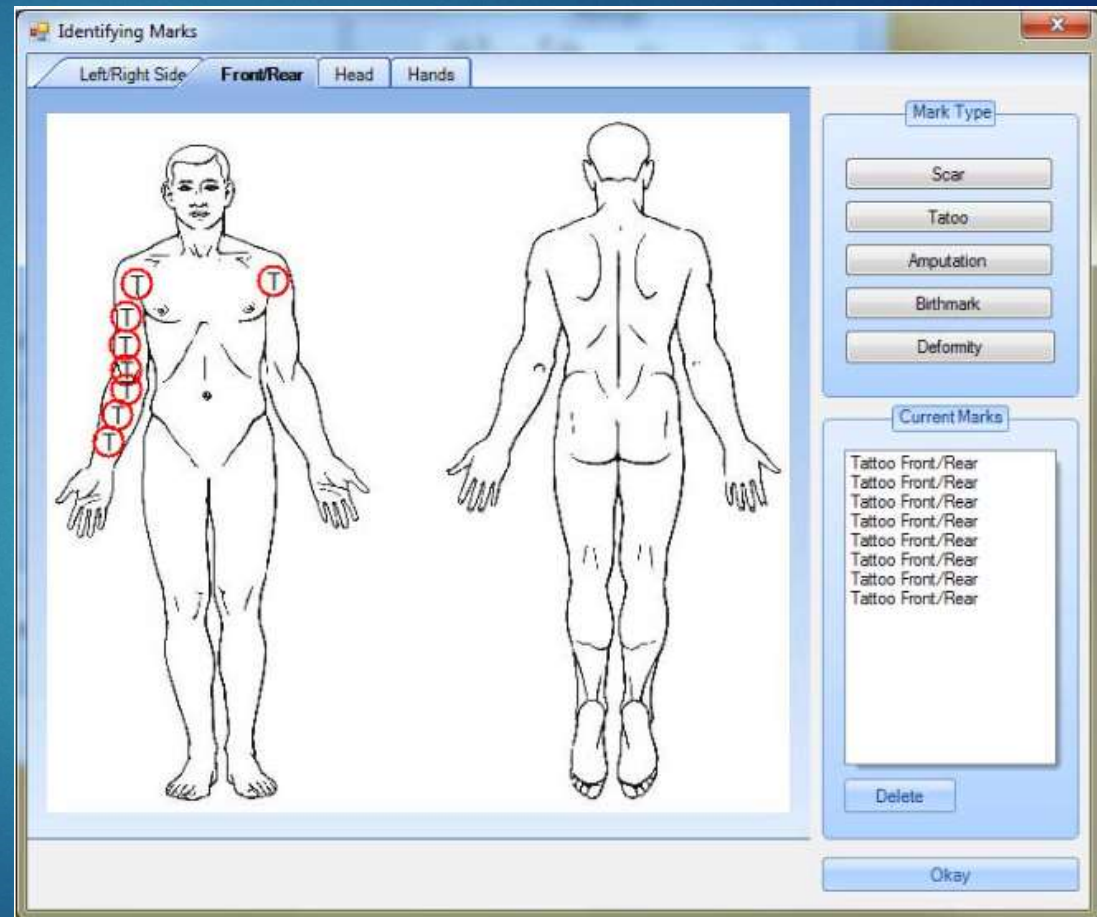 Identifying Marks
Left/Right Side Front/Rear Head Hands
T T
T
T
T
T
T
T
Mark Type
Scar
Tatoo
Amputation
Birthmark
Deformity
Current Marks
Tattoo Front/Rear
Tattoo Front/Rear
Tattoo Front/Rear
Tattoo Front/Rear
Tattoo Front/Rear
Tattoo Front/Rear
Tattoo Front/Rear
Tattoo Front/Rear
Delete
Okay